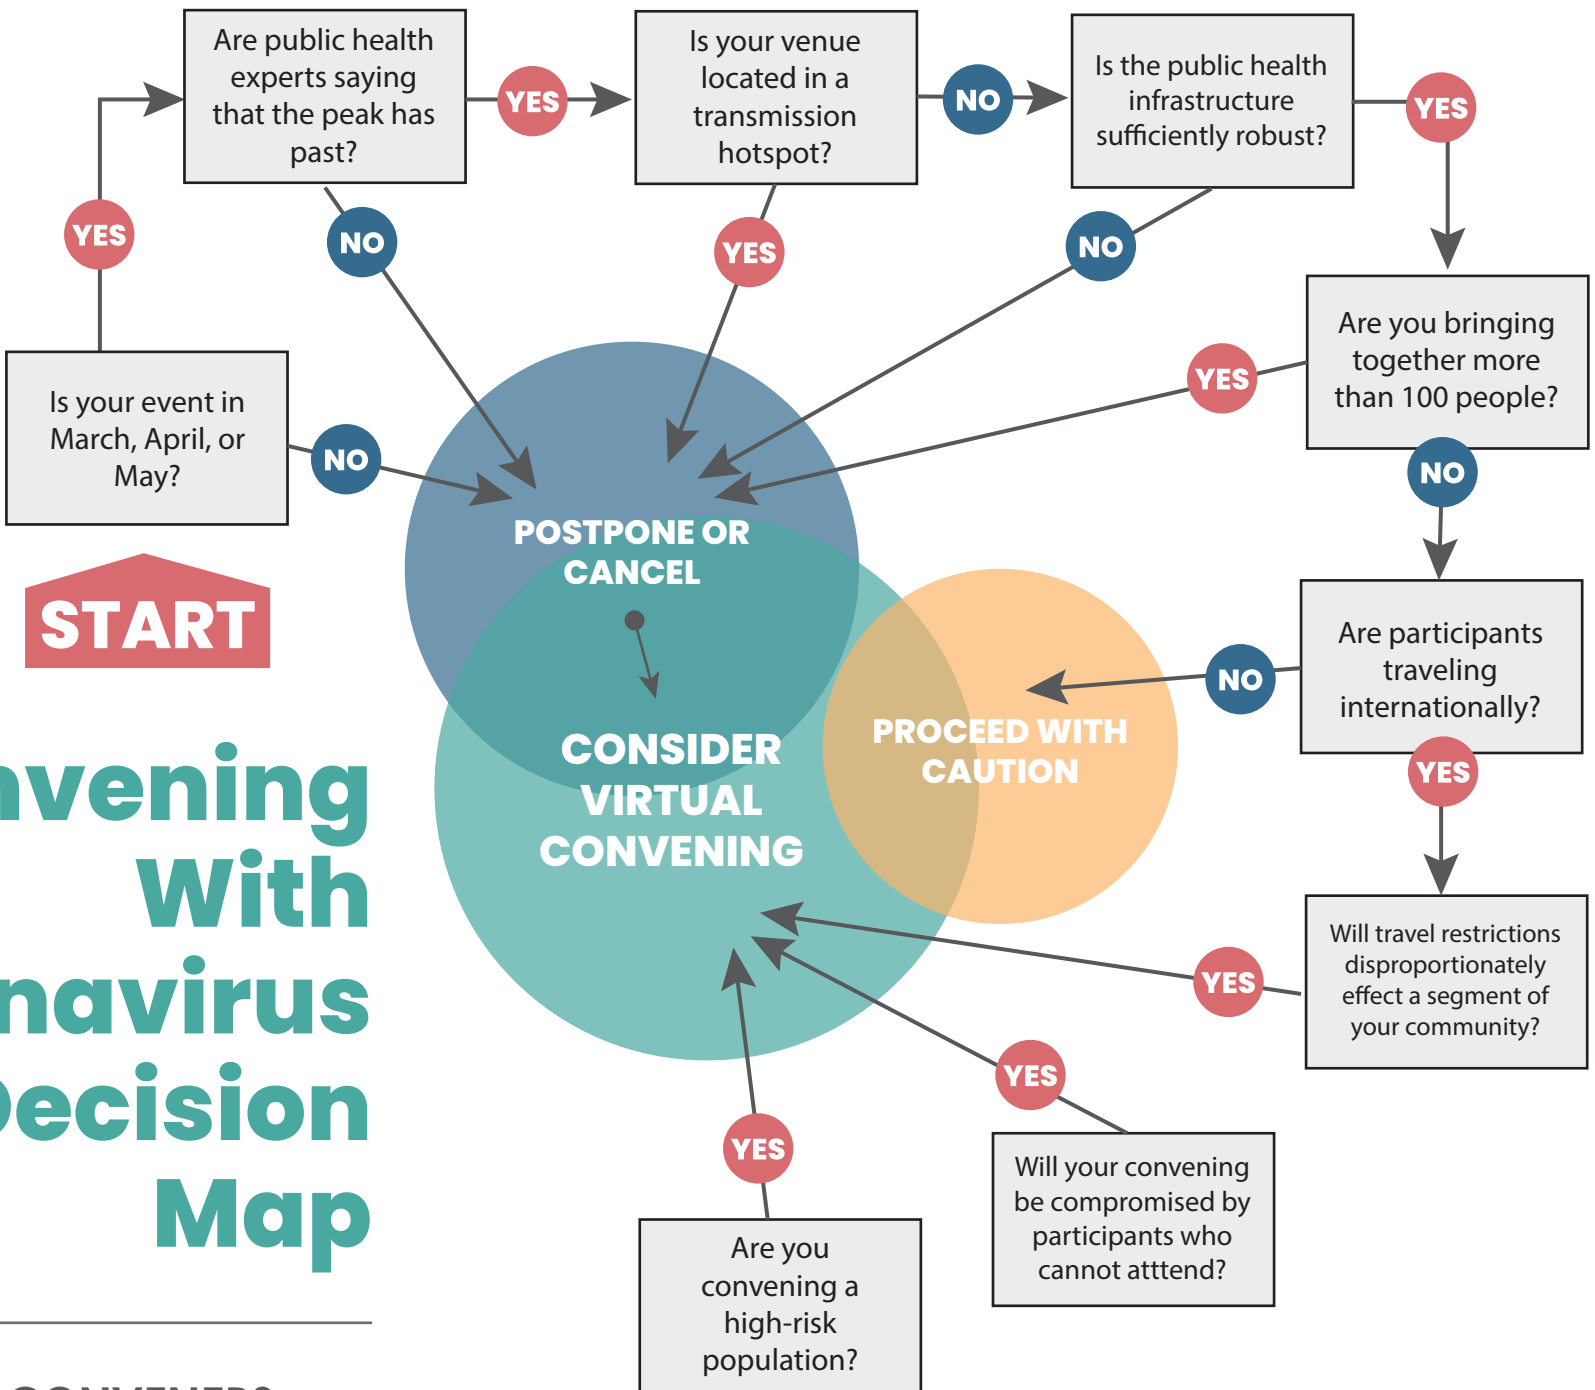 Are public health
experts saying
that the peak has
past?
YES
Is your venue
located in a
transmission
hotspot?
NO
Is the public health
infrastructure
sufficiently robust?
YES
YES
NO
YES
NO
Is your event in
March, April, or
May?
NO
YES
Are you bringing
together more
than 100 people?
NO
START
POSTPONE OR
CANCEL
CONSIDER
VIRTUAL
CONVENING
PROCEED WITH
CAUTION
NO
Are participants
traveling
internationally?
YES
nvening
With
navirus
Decision
Map
YES
Will travel restrictions
disproportionately
effect a segment of
your community?
YES
Will your convening
be compromised by
participants who
cannot atttend?
YES
Are you
convening a
high-risk
population?
CONVENERS